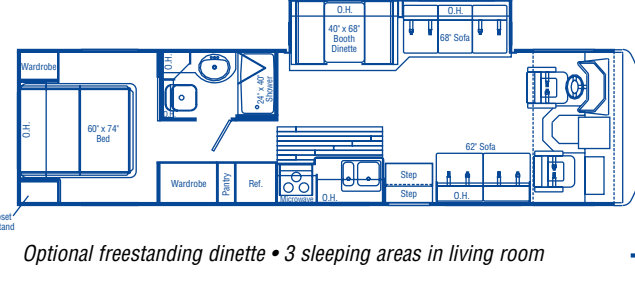 O.H.
40" x 68"
Booth
Dinette
O.H.
68" Sofa
Wardrobe
O.H.
24" x 40"
Shower
O.H.
O.H.
60" x 74"
Bed
Wardrobe
Pantry
Ref.
Microwave
O.H.
Step
Step
62" Sofa
O.H.
oset
tand
Optional freestanding dinette • 3 sleeping areas in living room